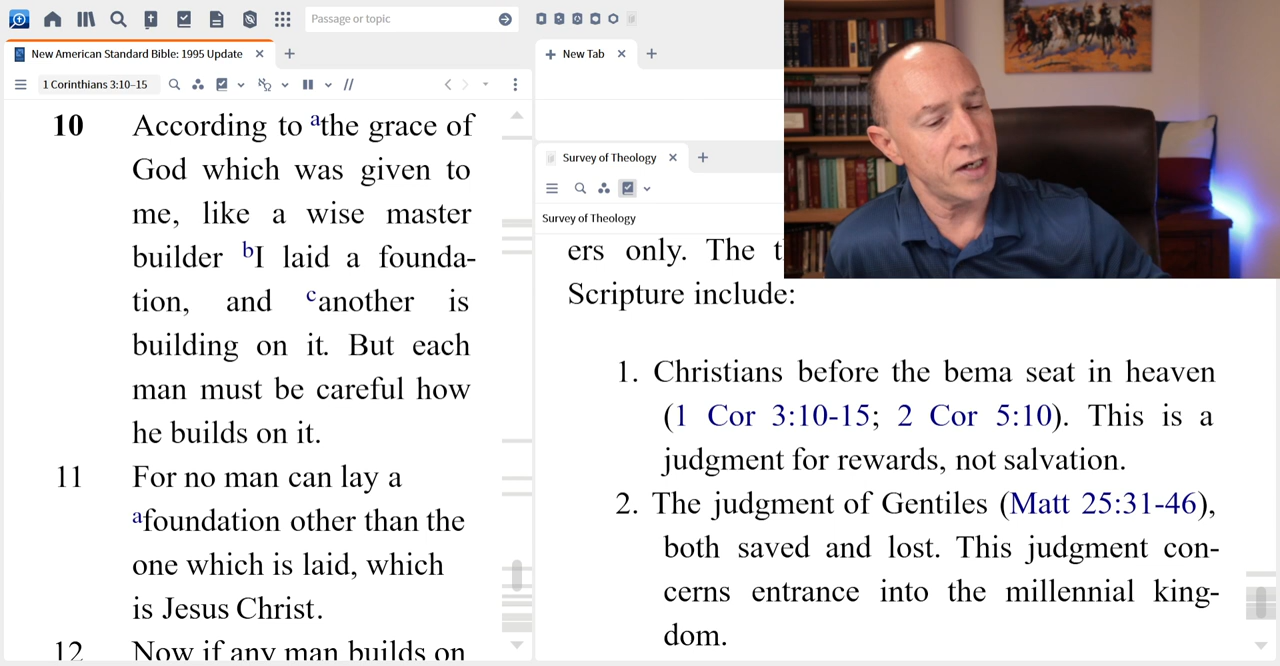 Passage or topic
New American Standard Bible: 1995 Update
1 Corinthians 3:10–15
10 According to ᵃthe grace of
God which was given to
me, like a wise master
builder ᵇI laid a founda-
tion, and ᶜanother is
building on it. But each
man must be careful how
he builds on it.
11 For no man can lay a
ᵃfoundation other than the
one which is laid, which
is Jesus Christ.
12 Now if any man builds on
New Tab
Survey of Theology
Survey of Theology
ers only. The
Scripture include:
1. Christians before the bema seat in heaven
(1 Cor 3:10-15; 2 Cor 5:10). This is a
judgment for rewards, not salvation.
2. The judgment of Gentiles (Matt 25:31-46),
both saved and lost. This judgment con-
cerns entrance into the millennial king-
dom.